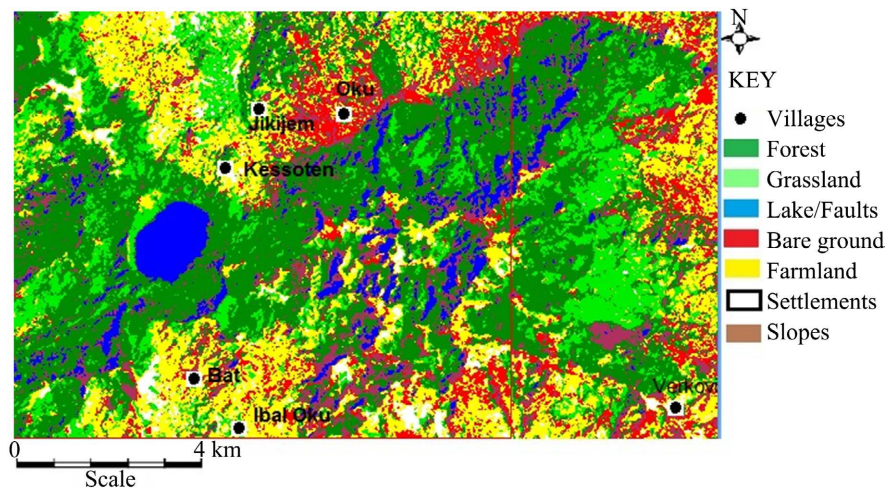 N
KEY
Villages
Forest
Grassland
Lake/Faults
Bare ground
Farmland
Settlements
Slopes
Oku
Jikijem
Kessoten
Bat
Verkov
Ibal Oku
0 4 km
Scale